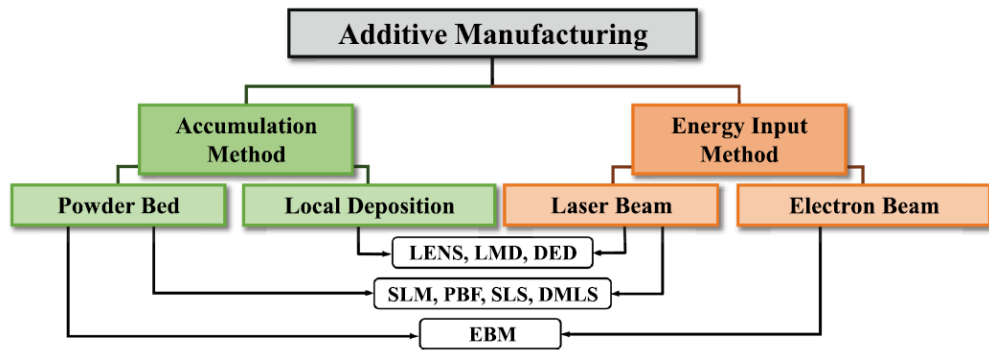 Additive Manufacturing
Accumulation
Method
Energy Input
Method
Powder Bed
Local Deposition
Laser Beam
Electron Beam
LENS, LMD, DED
SLM, PBF, SLS, DMLS
EBM